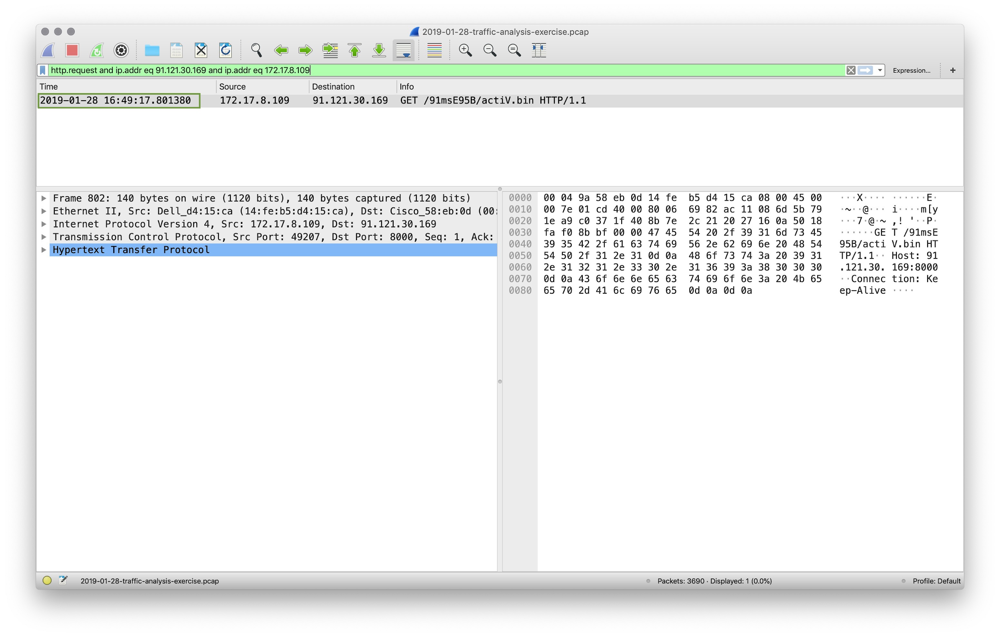 2019-01-28-traffic-analysis-exercise.pcap
http.request and ip.addr eq 91.121.30.169 and ip.addr eq 172.17.8.109
Expression...
+
Time Source Destination Info
2019-01-28 16:49:17.801380 172.17.8.109 91.121.30.169 GET /91msE95B/actiV.bin HTTP/1.1
Frame 802: 140 bytes on wire (1120 bits), 140 bytes captured (1120 bits)
Ethernet II, Src: Dell_d4:15:ca (14:fe:b5:d4:15:ca), Dst: Cisco_58:eb:0d (00:
Internet Protocol Version 4, Src: 172.17.8.109, Dst: 91.121.30.169
Transmission Control Protocol, Src Port: 49207, Dst Port: 8000, Seq: 1, Ack:
Hypertext Transfer Protocol
0000 00 04 9a 58 eb 0d 14 fe b5 d4 15 ca 08 00 45 00 ···X···· ······E·
0010 00 7e 01 cd 40 00 80 06 69 82 ac 11 08 6d 5b 79 ·~··@··· i····m[y
0020 1e a9 c0 37 1f 40 8b 7e 2c 21 20 27 16 0a 50 18 ···7·@·~ ,! '··P·
0030 fa f0 8b bf 00 00 47 45 54 20 2f 39 31 6d 73 45 ······GE T /91msE
0040 39 35 42 2f 61 63 74 69 56 2e 62 69 6e 20 48 54 95B/acti V.bin HT
0050 54 50 2f 31 2e 31 0d 0a 48 6f 73 74 3a 20 39 31 TP/1.1·· Host: 91
0060 2e 31 32 31 2e 33 30 2e 31 36 39 3a 38 30 30 30 .121.30. 169:8000
0070 0d 0a 43 6f 6e 6e 65 63 74 69 6f 6e 3a 20 4b 65 ··Connec tion: Ke
0080 65 70 2d 41 6c 69 76 65 0d 0a 0d 0a ep-Alive ····
2019-01-28-traffic-analysis-exercise.pcap
Packets: 3690 · Displayed: 1 (0.0%)
Profile: Default